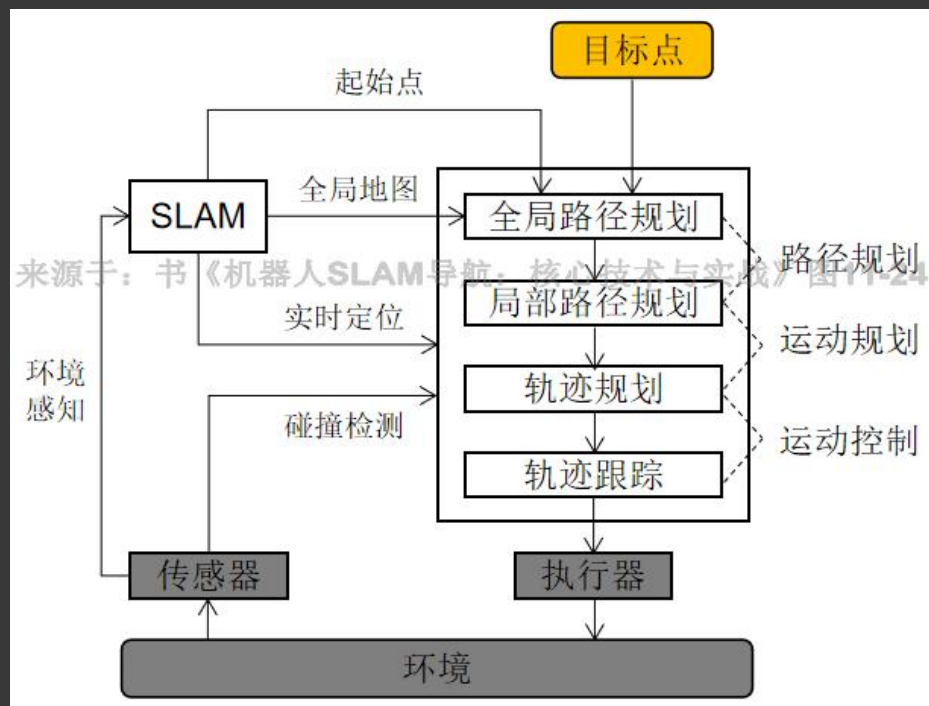 目标点
起始点
全局地图
SLAM
全局路径规划
路径规划
来源于：书《机器人SLAM导航：核心技术与实战》图11-24
局部路径规划
实时定位
运动规划
环境
感知
轨迹规划
碰撞检测
运动控制
轨迹跟踪
传感器
执行器
环境